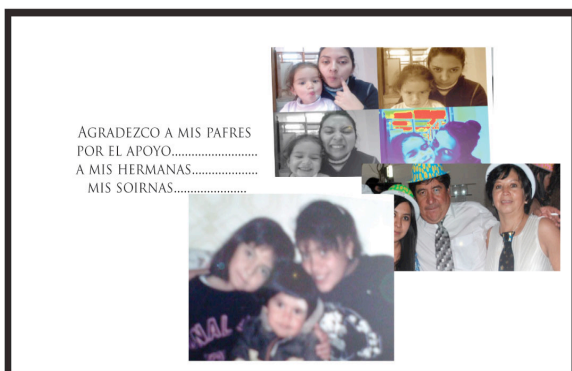 AGRADEZCO A MIS PAFRES
POR EL APOYO..........................
A MIS HERMANAS....................
MIS SOIRNAS......................